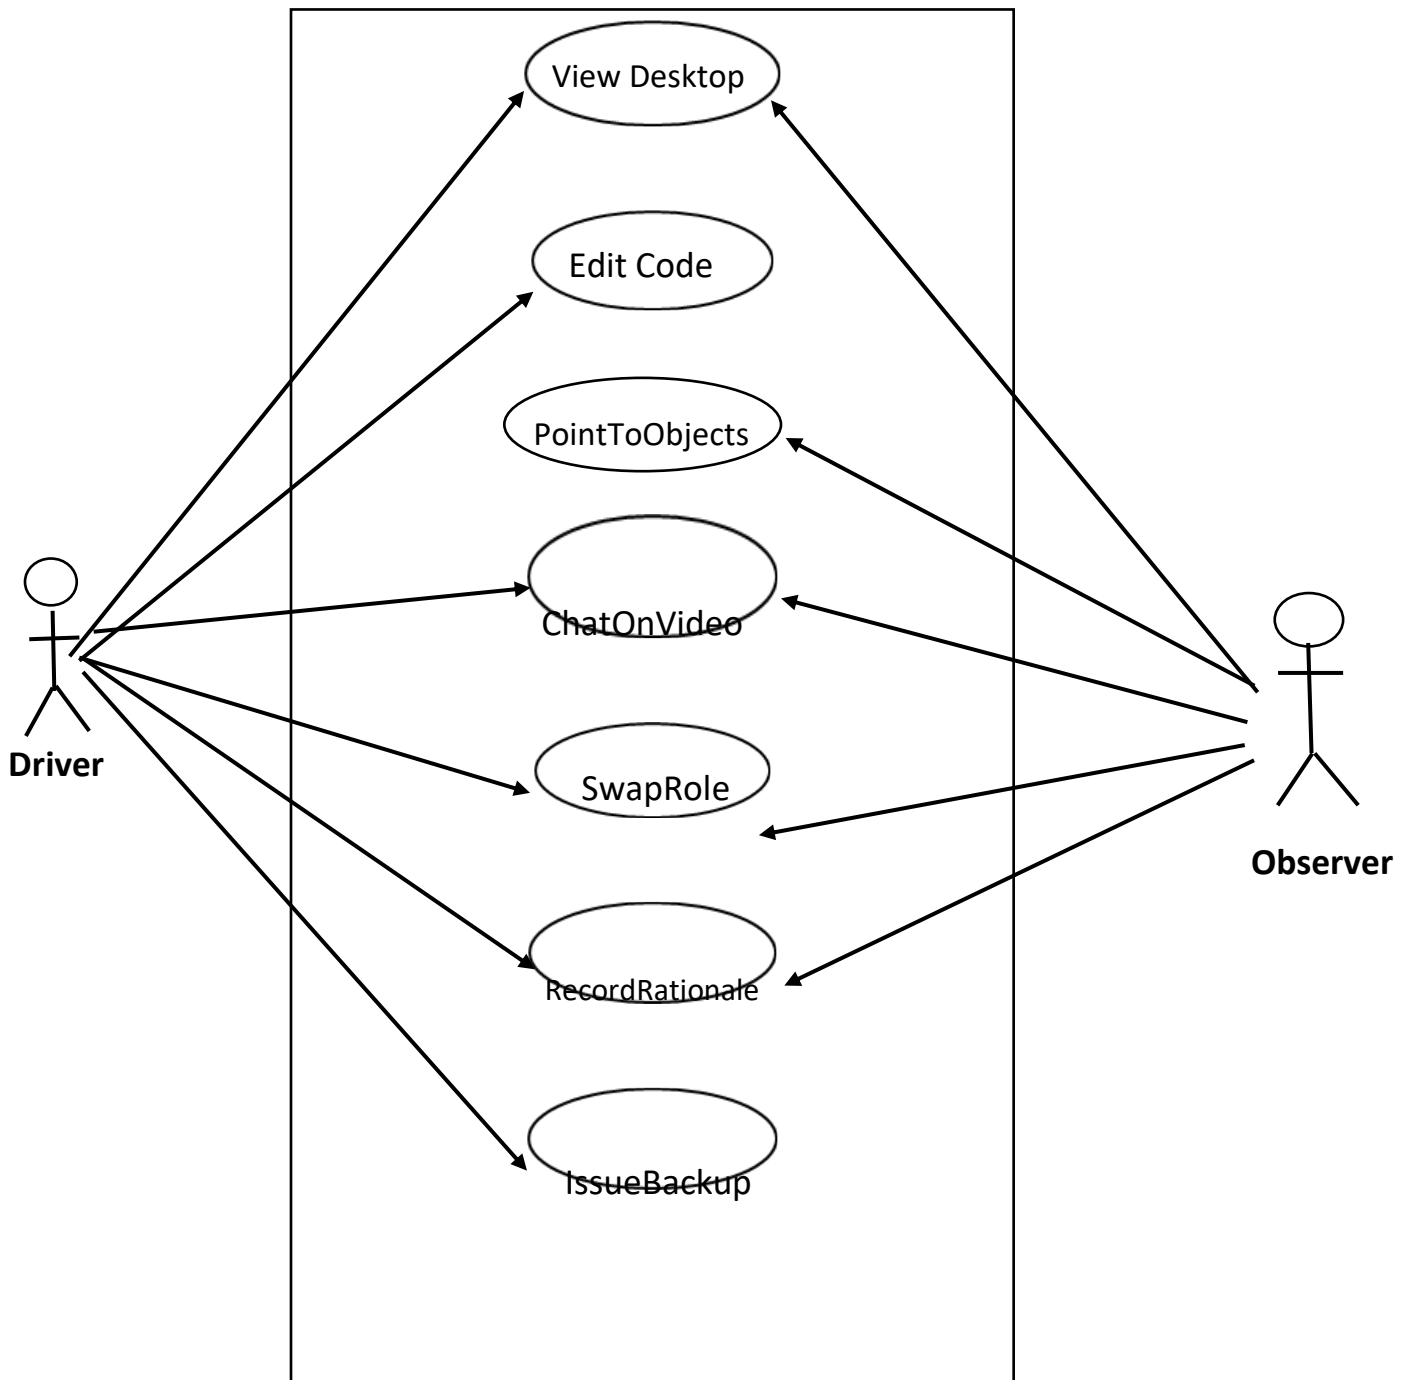 View Desktop
Edit Code
PointToObjects
ChatOnVideo
SwapRole
Driver
Observer
RecordRationale
IssueBackup